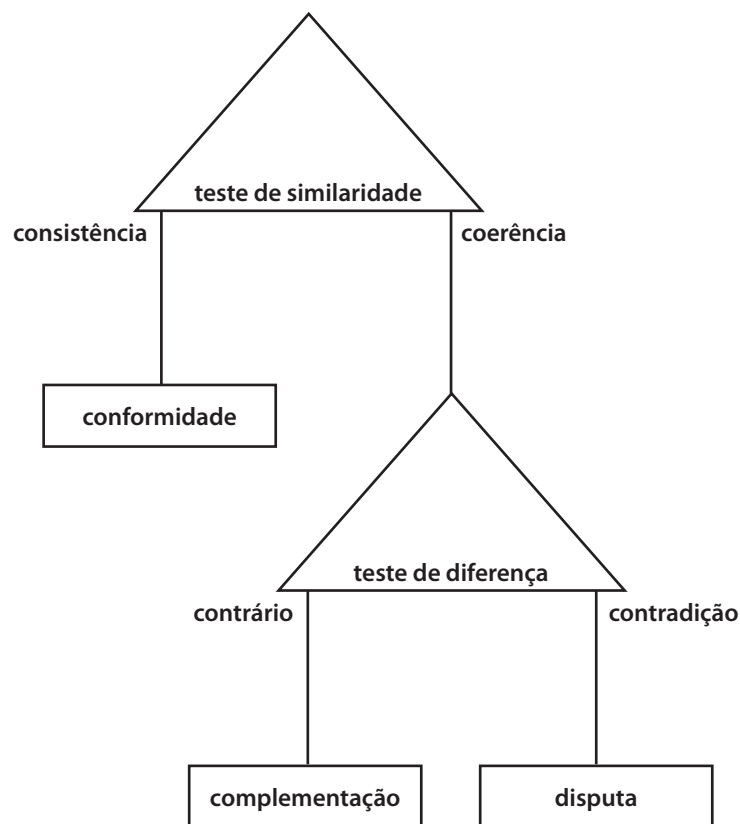 teste de similaridade
consistência
coerência
conformidade
teste de diferença
contrário
contradição
complementação
disputa